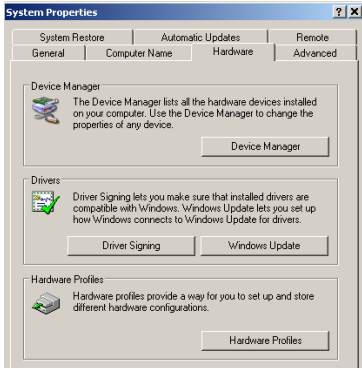 System Properties
System Restore Automatic Updates Remote
General Computer Name Hardware Advanced
Device Manager
The Device Manager lists all the hardware devices installed
on your computer. Use the Device Manager to change the
properties of any device.
Device Manager
Drivers
Driver Signing lets you make sure that installed drivers are
compatible with Windows. Windows Update lets you set up
how Windows connects to Windows Update for drivers.
Driver Signing Windows Update
Hardware Profiles
Hardware profiles provide a way for you to set up and store
different hardware configurations.
Hardware Profiles